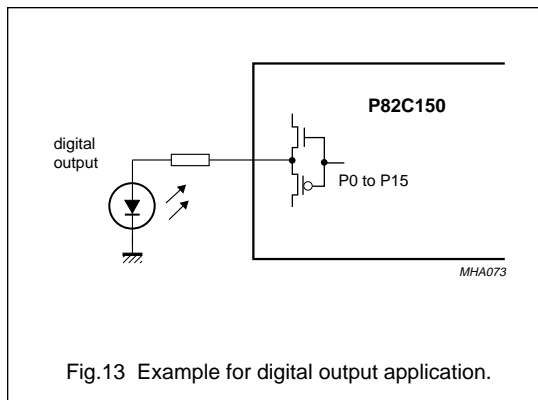 P82C150
digital
output
P0 to P15
MHA073
Fig.13 Example for digital output application.